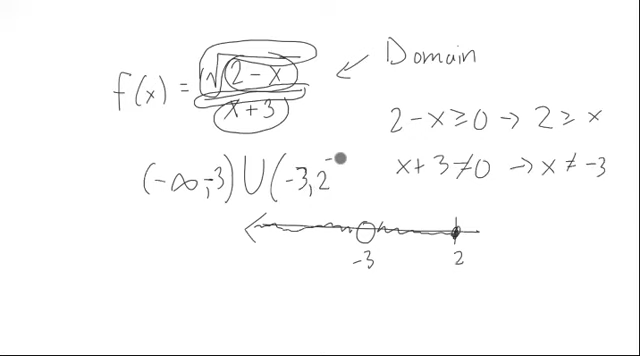 f(x) = √(2 - x) / (x + 3)
Domain
2 - x ≥ 0 → 2 ≥ x
x + 3 ≠ 0 → x ≠ -3
(-∞, -3) ∪ (-3, 2
-3 2